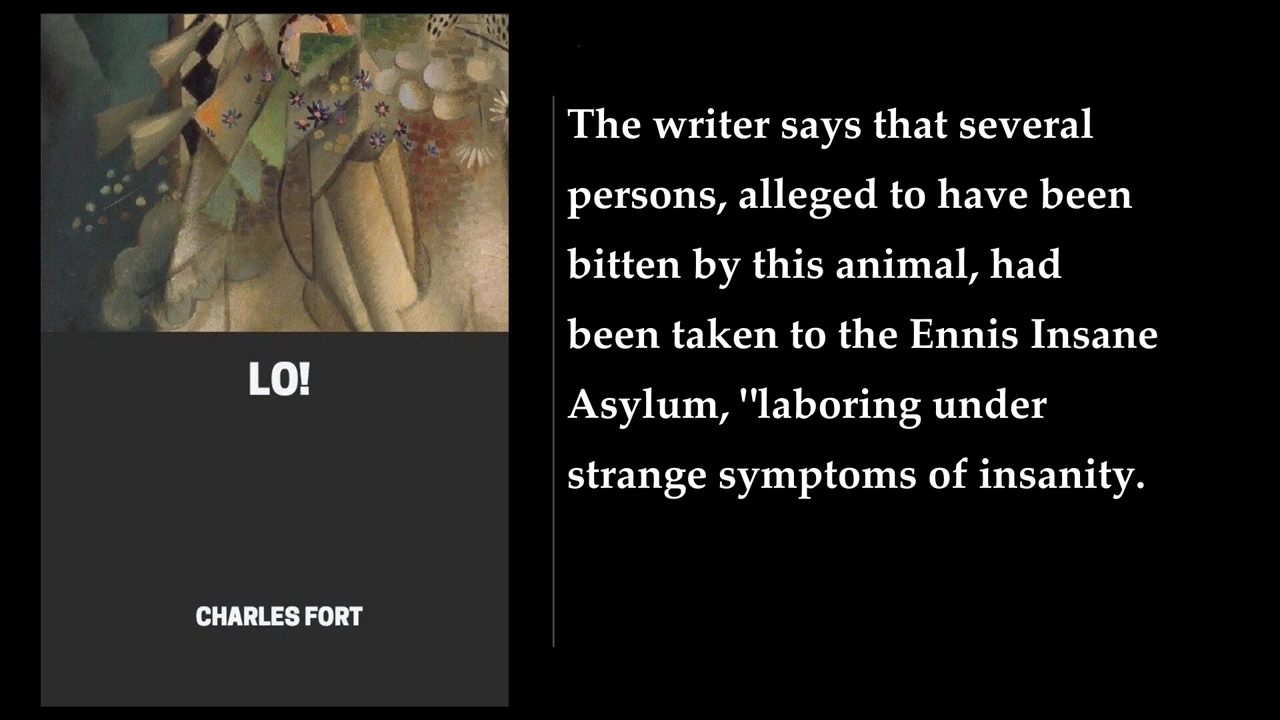 LO!
CHARLES FORT
The writer says that several
persons, alleged to have been
bitten by this animal, had
been taken to the Ennis Insane
Asylum, "laboring under
strange symptoms of insanity.